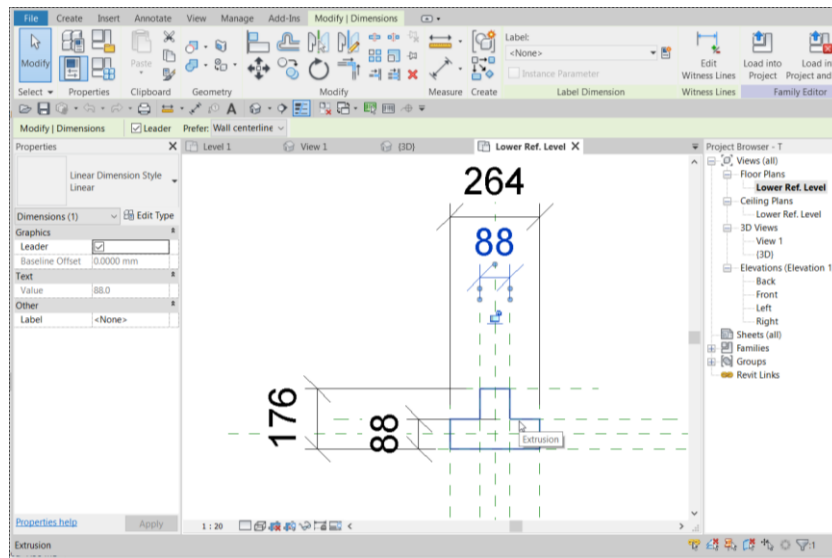 File Create Insert Annotate View Manage Add-Ins Modify | Dimensions
Modify
Paste
Label:
<None>
Instance Parameter
Edit
Witness Lines
Load into
Project
Load in
Project and
Select Properties Clipboard Geometry Modify Measure Create Label Dimension Witness Lines Family Editor
Modify | Dimensions Leader Prefer: Wall centerline
Properties
Linear Dimension Style
Linear
Dimensions (1) Edit Type
Graphics
Leader
Baseline Offset 0.0000 mm
Text
Value 88.0
Other
Label <None>
Properties help Apply
Level 1 View 1 {3D} Lower Ref. Level
264
88
176
88
Extrusion
1 : 20
Project Browser - T
Views (all)
Floor Plans
Lower Ref. Level
Ceiling Plans
Lower Ref. Level
3D Views
View 1
{3D}
Elevations (Elevation 1
Back
Front
Left
Right
Sheets (all)
Families
Groups
Revit Links
Extrusion
:1